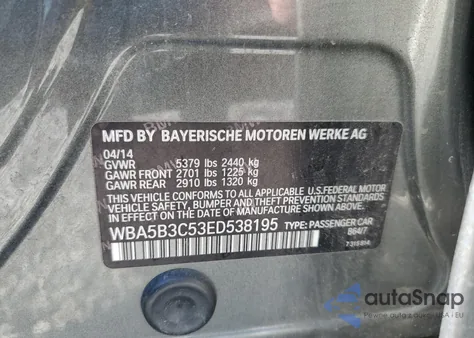 MFD BY BAYERISCHE MOTOREN WERKE AG
04/14
GVWR 5379 lbs 2440 kg
GAWR FRONT 2701 lbs 1225 kg
GAWR REAR 2910 lbs 1320 kg
THIS VEHICLE CONFORMS TO ALL APPLICABLE U.S.FEDERAL MOTOR
VEHICLE SAFETY, BUMPER, AND THEFT PREVENTION STANDARDS IN
EFFECT ON THE DATE OF MANUFACTURE SHOWN ABOVE.
WBA5B3C53ED538195 TYPE: PASSENGER CAR
864/7
autoSnap